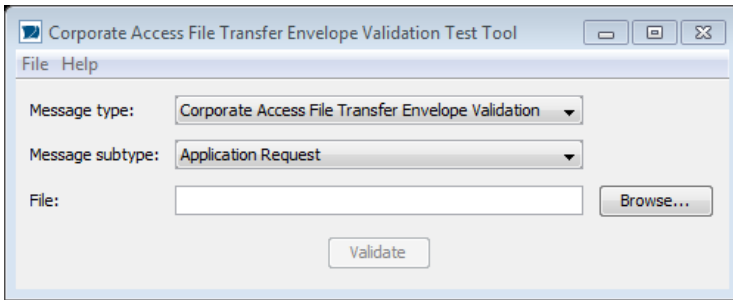 Corporate Access File Transfer Envelope Validation Test Tool
File Help
Message type: Corporate Access File Transfer Envelope Validation
Message subtype: Application Request
File: Browse...
Validate